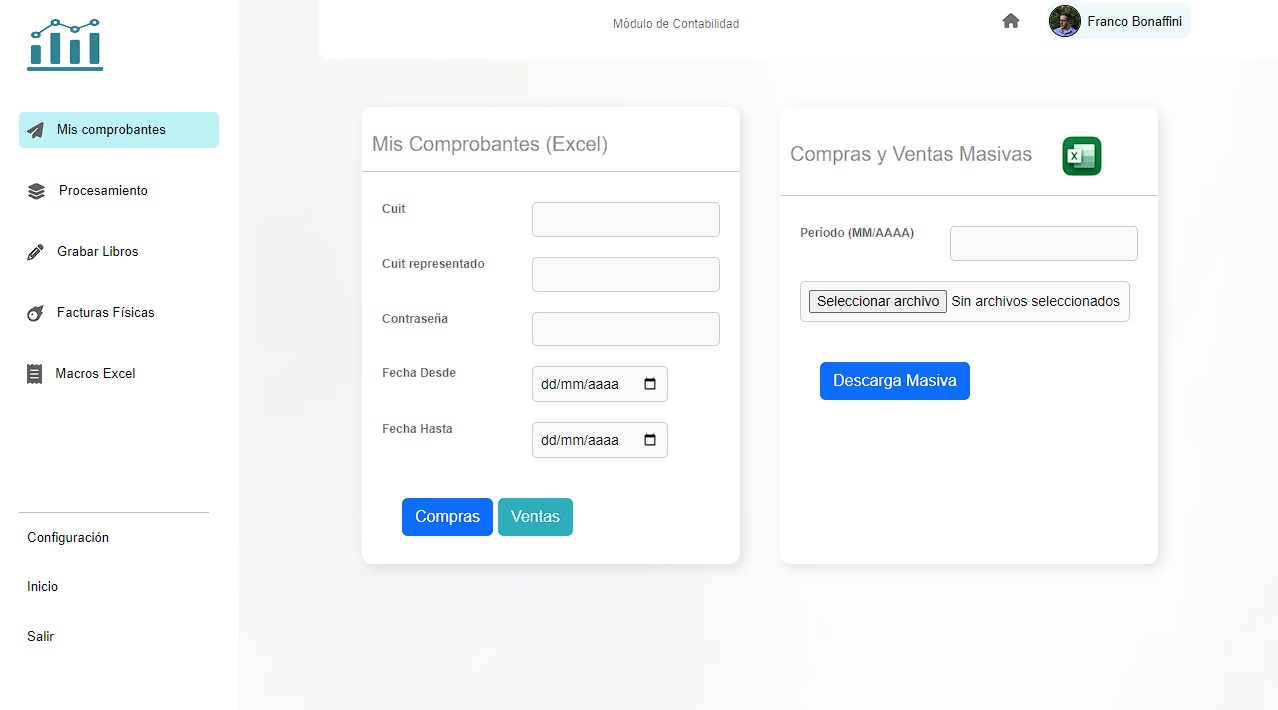 Módulo de Contabilidad
Franco Bonaffini
Mis comprobantes
Procesamiento
Grabar Libros
Facturas Físicas
Macros Excel
Configuración
Inicio
Salir
Mis Comprobantes (Excel)
Cuit
Cuit representado
Contraseña
Fecha Desde
dd/mm/aaaa
Fecha Hasta
dd/mm/aaaa
Compras
Ventas
Compras y Ventas Masivas
X
Período (MM/AAAA)
Seleccionar archivo Sin archivos seleccionados
Descarga Masiva